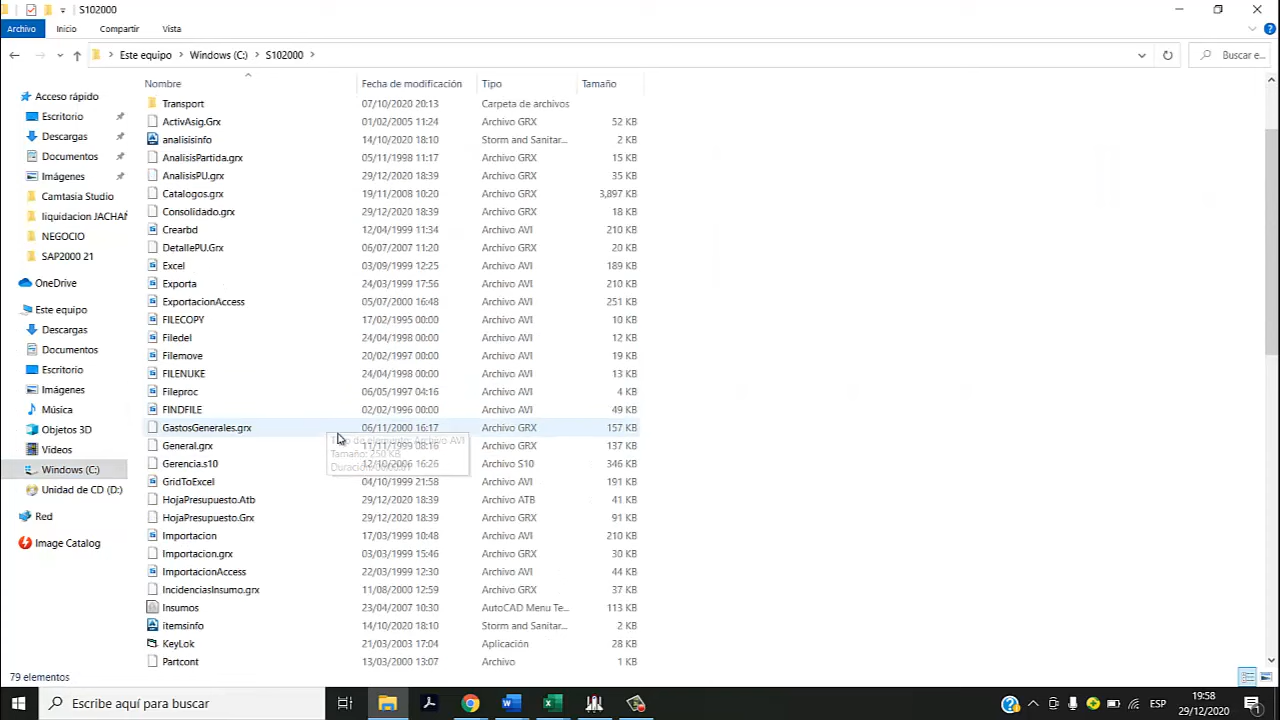 S102000
Archivo Inicio Compartir Vista
Este equipo Windows (C:) S102000 Buscar e...
Nombre Fecha de modificación Tipo Tamaño
Acceso rápido
Escritorio
Descargas
Documentos
Imágenes
Camtasia Studio
liquidacion JACHAN
NEGOCIO
SAP2000 21
OneDrive
Este equipo
Descargas
Documentos
Escritorio
Imágenes
Música
Objetos 3D
Videos
Windows (C:)
Unidad de CD (D:)
Red
Image Catalog
Transport 07/10/2020 20:13 Carpeta de archivos
ActivAsig.Grx 01/02/2005 11:24 Archivo GRX 52 KB
analisisinfo 14/10/2020 18:10 Storm and Sanitar... 2 KB
AnalisisPartida.grx 05/11/1998 11:17 Archivo GRX 15 KB
AnalisisPU.grx 29/12/2020 18:39 Archivo GRX 35 KB
Catalogos.grx 19/11/2008 10:20 Archivo GRX 3,897 KB
Consolidado.grx 29/12/2020 18:39 Archivo GRX 18 KB
Crearbd 12/04/1999 11:34 Archivo AVI 210 KB
DetallePU.Grx 06/07/2007 11:20 Archivo GRX 20 KB
Excel 03/09/1999 12:25 Archivo AVI 189 KB
Exporta 24/03/1999 17:56 Archivo AVI 210 KB
ExportacionAccess 05/07/2000 16:48 Archivo AVI 251 KB
FILECOPY 17/02/1995 00:00 Archivo AVI 10 KB
Filedel 24/04/1998 00:00 Archivo AVI 12 KB
Filemove 20/02/1997 00:00 Archivo AVI 19 KB
FILENUKE 24/04/1998 00:00 Archivo AVI 13 KB
Fileproc 06/05/1997 04:16 Archivo AVI 4 KB
FINDFILE 02/02/1996 00:00 Archivo AVI 49 KB
GastosGenerales.grx 06/11/2000 16:17 Archivo GRX 157 KB
Tipo de elemento: Archivo AVI
General.grx 11/11/1999 08:16 Archivo GRX 137 KB
Tamaño: 250 KB
Gerencia.s10 12/10/2006 16:26 Archivo S10 346 KB
GridToExcel 04/10/1999 21:58 Archivo AVI 191 KB
HojaPresupuesto.Atb 29/12/2020 18:39 Archivo ATB 41 KB
HojaPresupuesto.Grx 29/12/2020 18:39 Archivo GRX 91 KB
Importacion 17/03/1999 10:48 Archivo AVI 210 KB
Importacion.grx 03/03/1999 15:46 Archivo GRX 30 KB
ImportacionAccess 22/03/1999 12:30 Archivo AVI 44 KB
IncidenciasInsumo.grx 11/08/2000 12:59 Archivo GRX 37 KB
Insumos 23/04/2007 10:30 AutoCAD Menu Te... 113 KB
itemsinfo 14/10/2020 18:10 Storm and Sanitar... 2 KB
KeyLok 21/03/2003 17:04 Aplicación 28 KB
Partcont 13/03/2000 13:07 Archivo 1 KB
79 elementos
Escribe aquí para buscar
ESP
19:58
29/12/2020